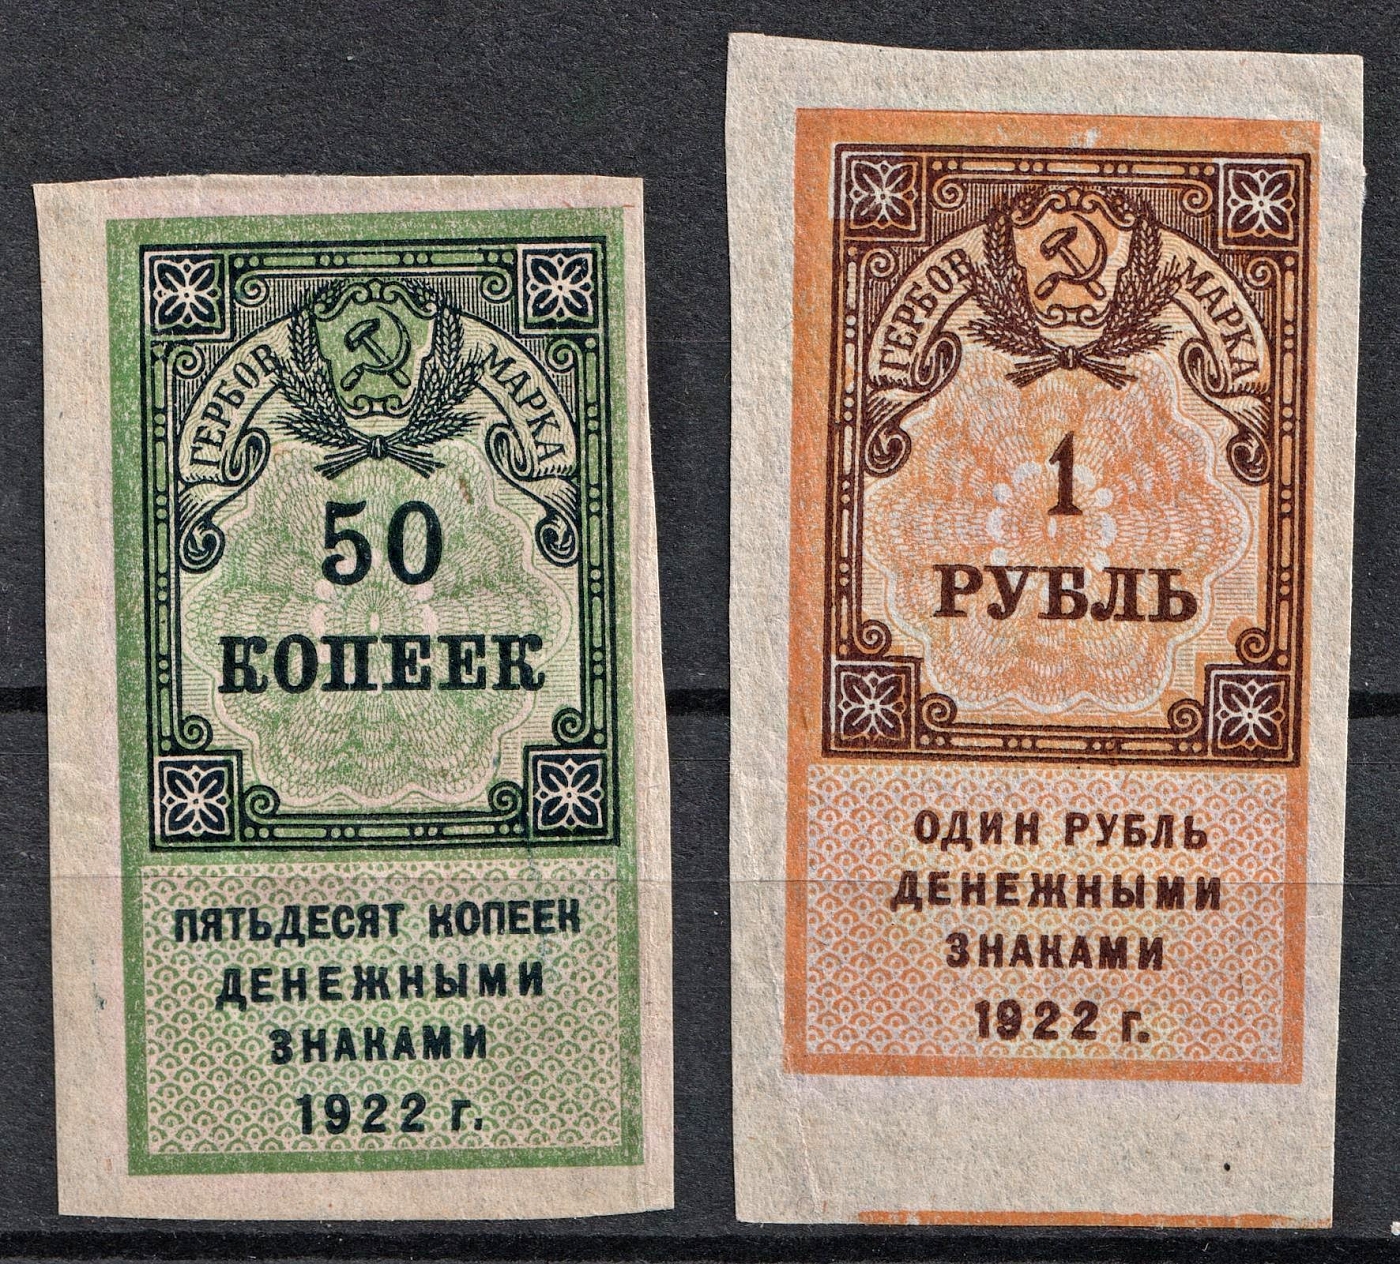 ГЕРБОВ МАРКА
50
КОПЕЕК
ПЯТЬДЕСЯТ КОПЕЕК
ДЕНЕЖНЫМИ
ЗНАКАМИ
1922 г.
ГЕРБОВ МАРКА
1
РУБЛЬ
ОДИН РУБЛЬ
ДЕНЕЖНЫМИ
ЗНАКАМИ
1922 г.